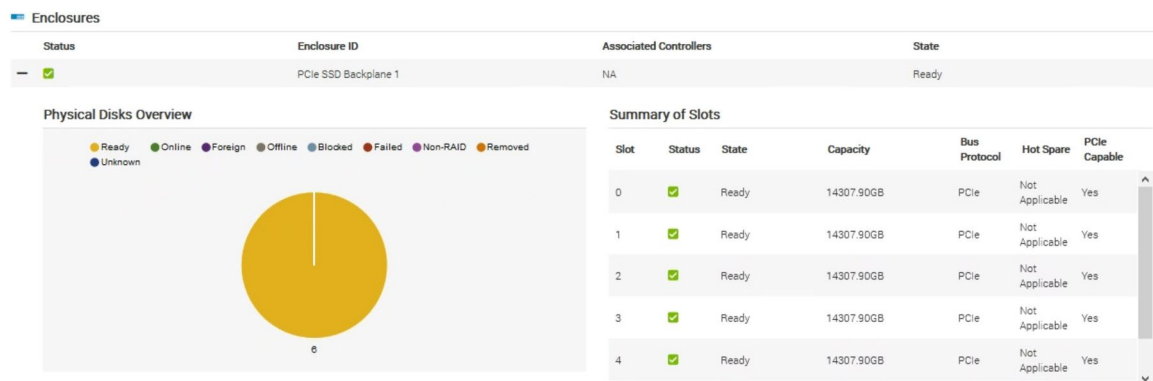 Enclosures
Status Enclosure ID Associated Controllers State
PCIe SSD Backplane 1 NA Ready
Physical Disks Overview
Ready Online Foreign Offline Blocked Failed Non-RAID Removed
Unknown
6
Summary of Slots
Slot Status State Capacity Bus Protocol Hot Spare PCIe Capable
0 Ready 14307.90GB PCIe Not Applicable Yes
1 Ready 14307.90GB PCIe Not Applicable Yes
2 Ready 14307.90GB PCIe Not Applicable Yes
3 Ready 14307.90GB PCIe Not Applicable Yes
4 Ready 14307.90GB PCIe Not Applicable Yes